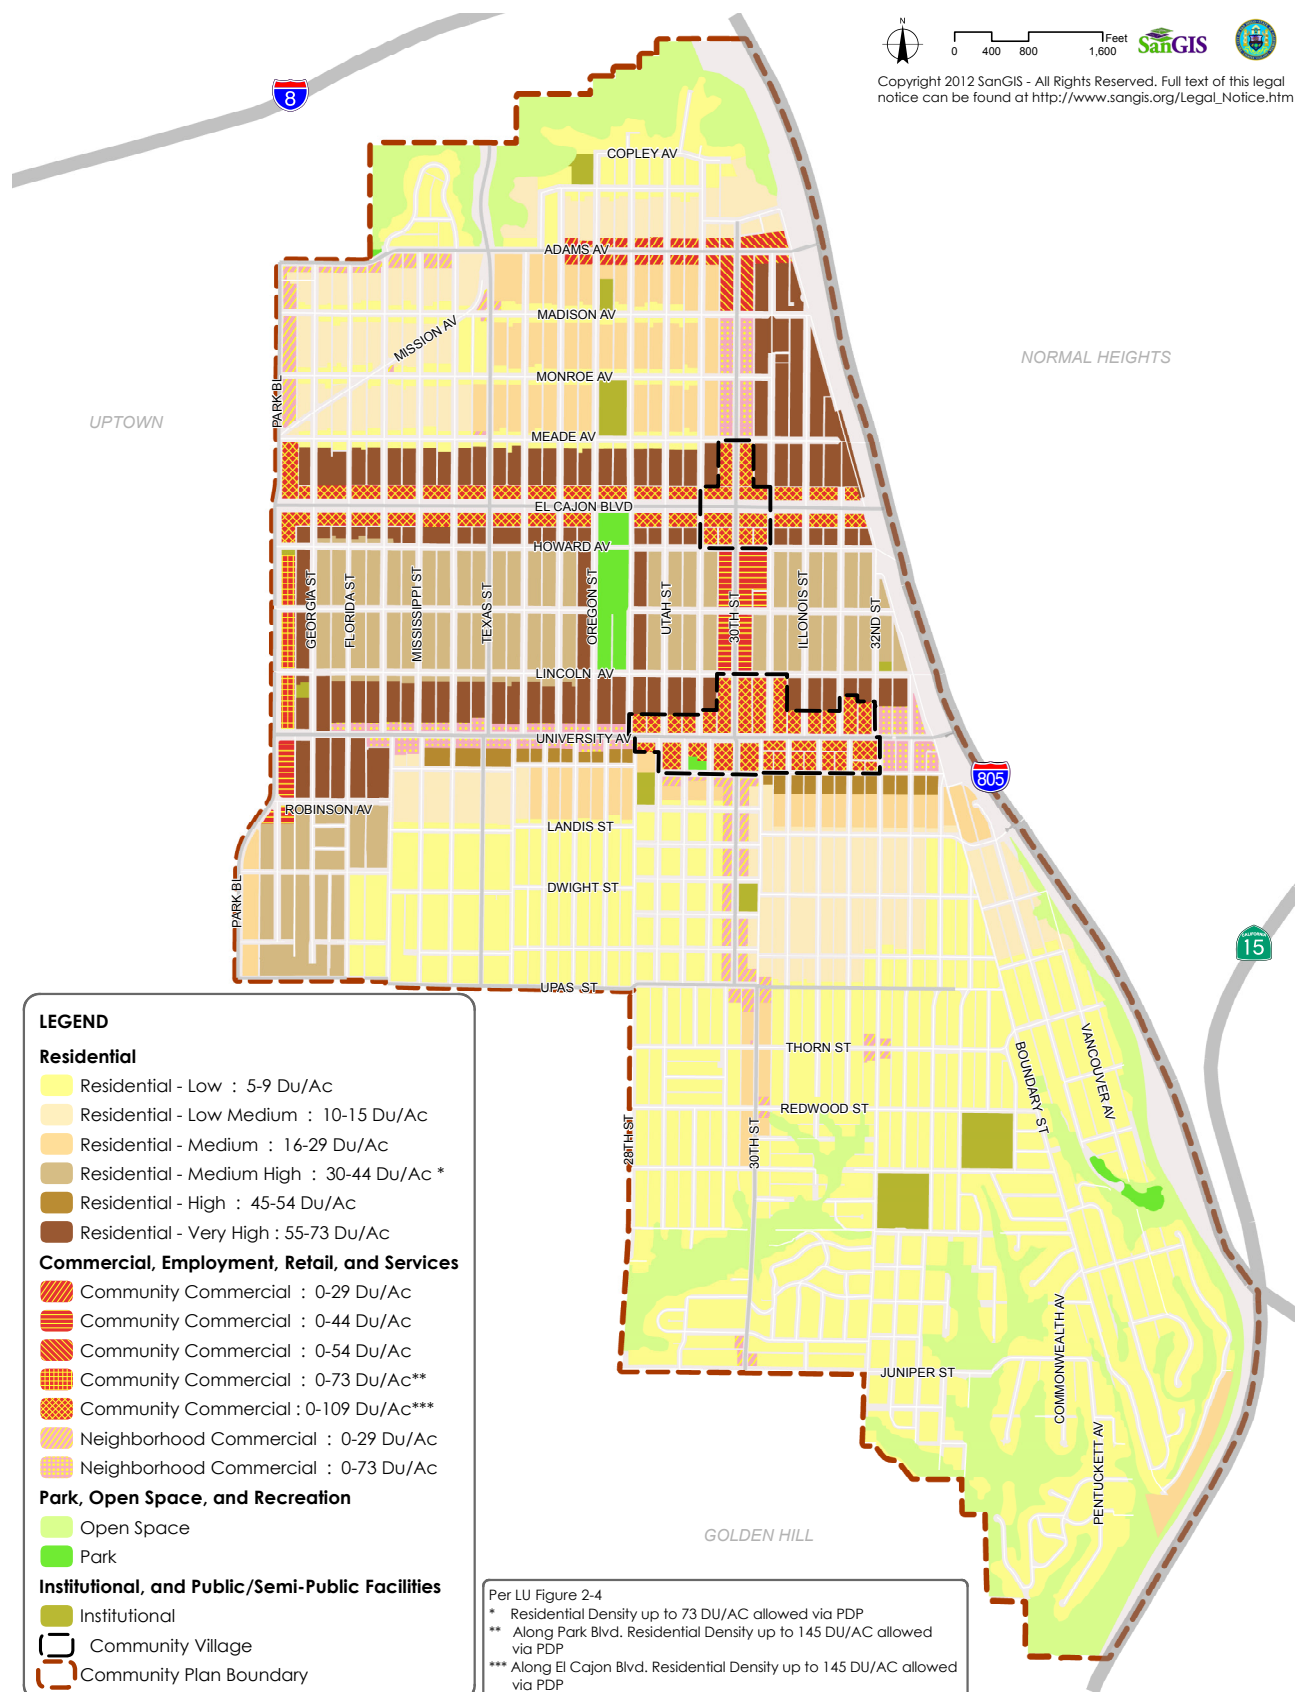 N
Feet
0 400 800 1,600
SanGIS
Copyright 2012 SanGIS - All Rights Reserved. Full text of this legal
notice can be found at http://www.sangis.org/Legal_Notice.htm
8
COPLEY AV
ADAMS AV
MADISON AV
MISSION AV
NORMAL HEIGHTS
MONROE AV
PARK BL
UPTOWN
MEADE AV
EL CAJON BLVD
HOWARD AV
GEORGIA ST
FLORIDA ST
MISSISSIPPI ST
TEXAS ST
OREGON ST
UTAH ST
30TH ST
ILLONOIS ST
32ND ST
LINCOLN AV
UNIVERSITY AV
805
ROBINSON AV
LANDIS ST
DWIGHT ST
PARK BL
CALIFORNIA
15
UPAS ST
THORN ST
BOUNDARY ST
VANCOUVER AV
REDWOOD ST
28TH ST
30TH ST
COMMONWEALTH AV
JUNIPER ST
PENTUCKETT AV
GOLDEN HILL
LEGEND
Residential
Residential - Low : 5-9 Du/Ac
Residential - Low Medium : 10-15 Du/Ac
Residential - Medium : 16-29 Du/Ac
Residential - Medium High : 30-44 Du/Ac *
Residential - High : 45-54 Du/Ac
Residential - Very High : 55-73 Du/Ac
Commercial, Employment, Retail, and Services
Community Commercial : 0-29 Du/Ac
Community Commercial : 0-44 Du/Ac
Community Commercial : 0-54 Du/Ac
Community Commercial : 0-73 Du/Ac**
Community Commercial : 0-109 Du/Ac***
Neighborhood Commercial : 0-29 Du/Ac
Neighborhood Commercial : 0-73 Du/Ac
Park, Open Space, and Recreation
Open Space
Park
Institutional, and Public/Semi-Public Facilities
Institutional
Community Village
Community Plan Boundary
Per LU Figure 2-4
* Residential Density up to 73 DU/AC allowed via PDP
** Along Park Blvd. Residential Density up to 145 DU/AC allowed
via PDP
*** Along El Cajon Blvd. Residential Density up to 145 DU/AC allowed
via PDP